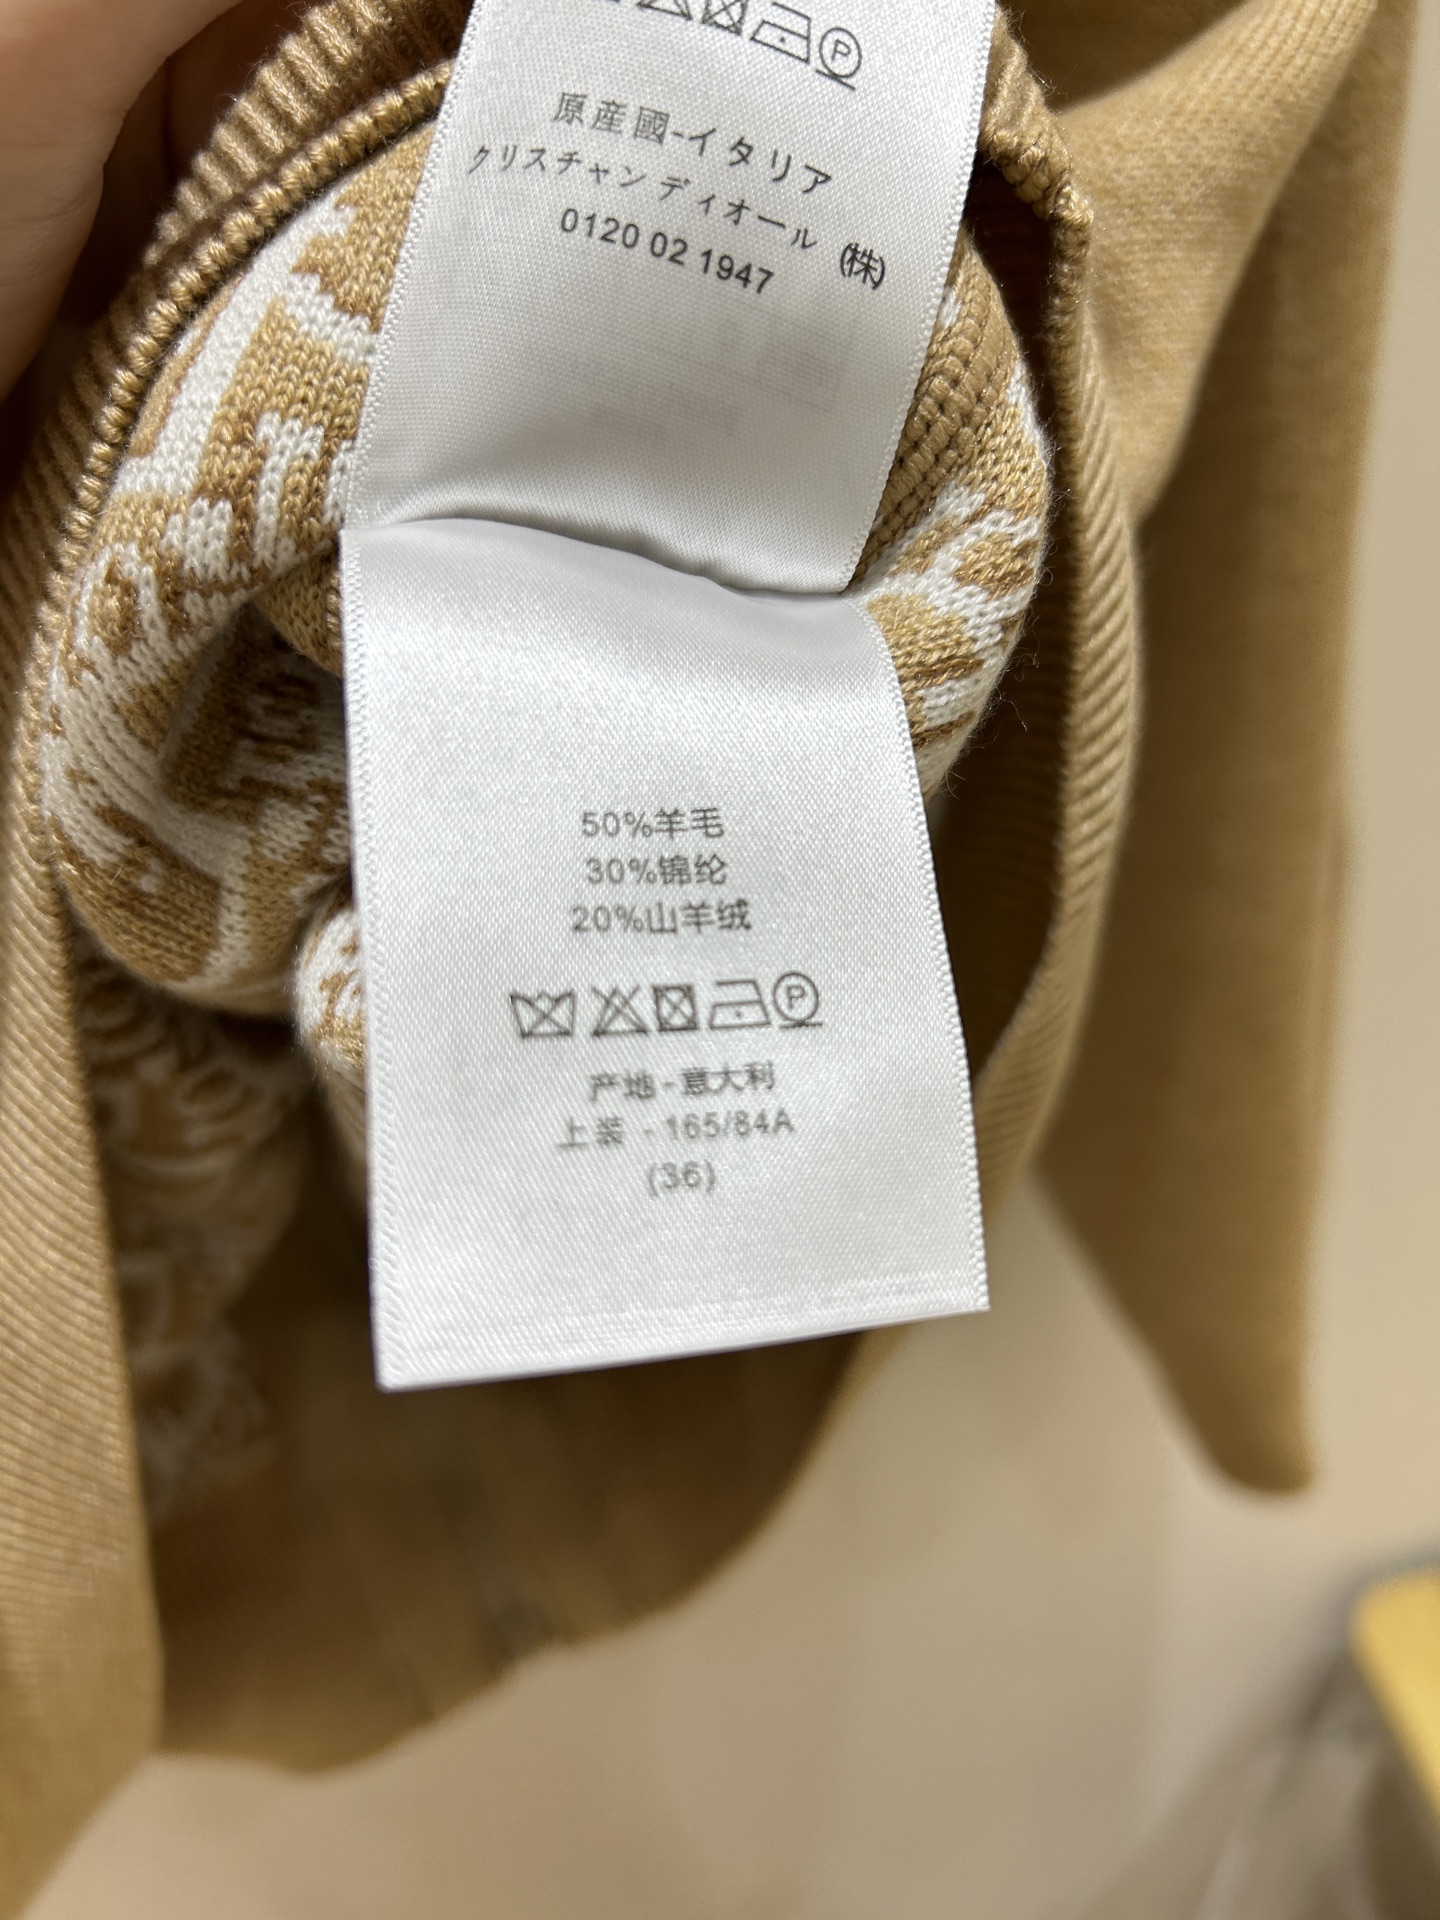 原産國-イタリア
クリスチャン ディオール (株)
0120 02 1947
50%羊毛
30%锦纶
20%山羊绒
P
产地 - 意大利
上装 - 165/84A
(36)